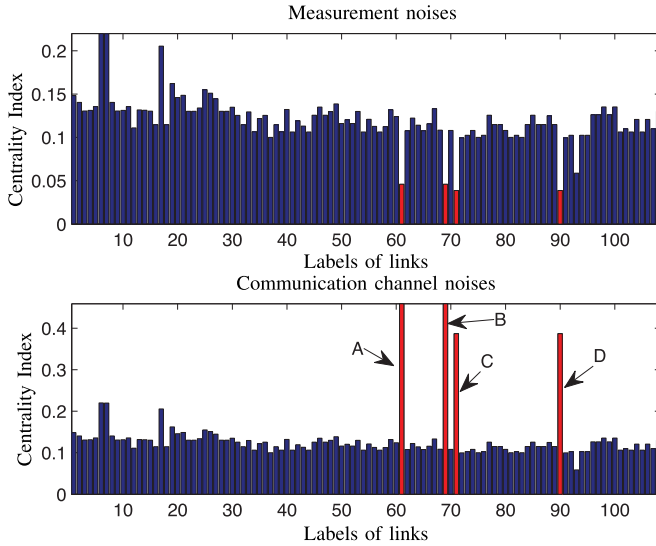 Measurement noises
Centrality Index
0.2
0.15
0.1
0.05
0
10 20 30 40 50 60 70 80 90 100
Labels of links
Communication channel noises
Centrality Index
0.4
0.3
0.2
0.1
0
A
B
C
D
10 20 30 40 50 60 70 80 90 100
Labels of links